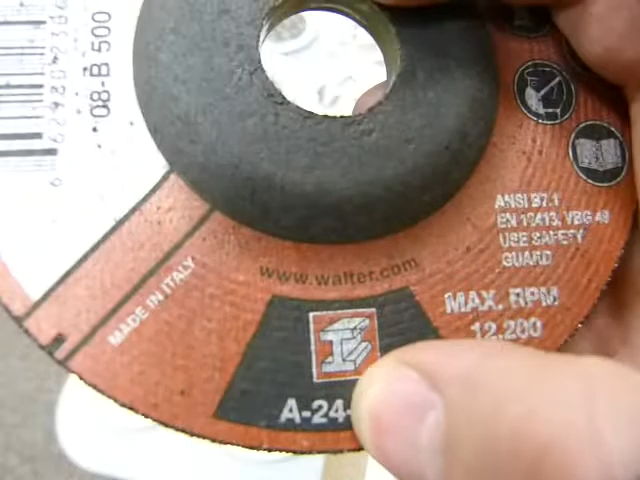 08-B 500
ANSI B7.1
EN 12413, VBG 49
USE SAFETY
GUARD
www.walter.com
MADE IN ITALY
MAX. RPM
12,200
A-24-